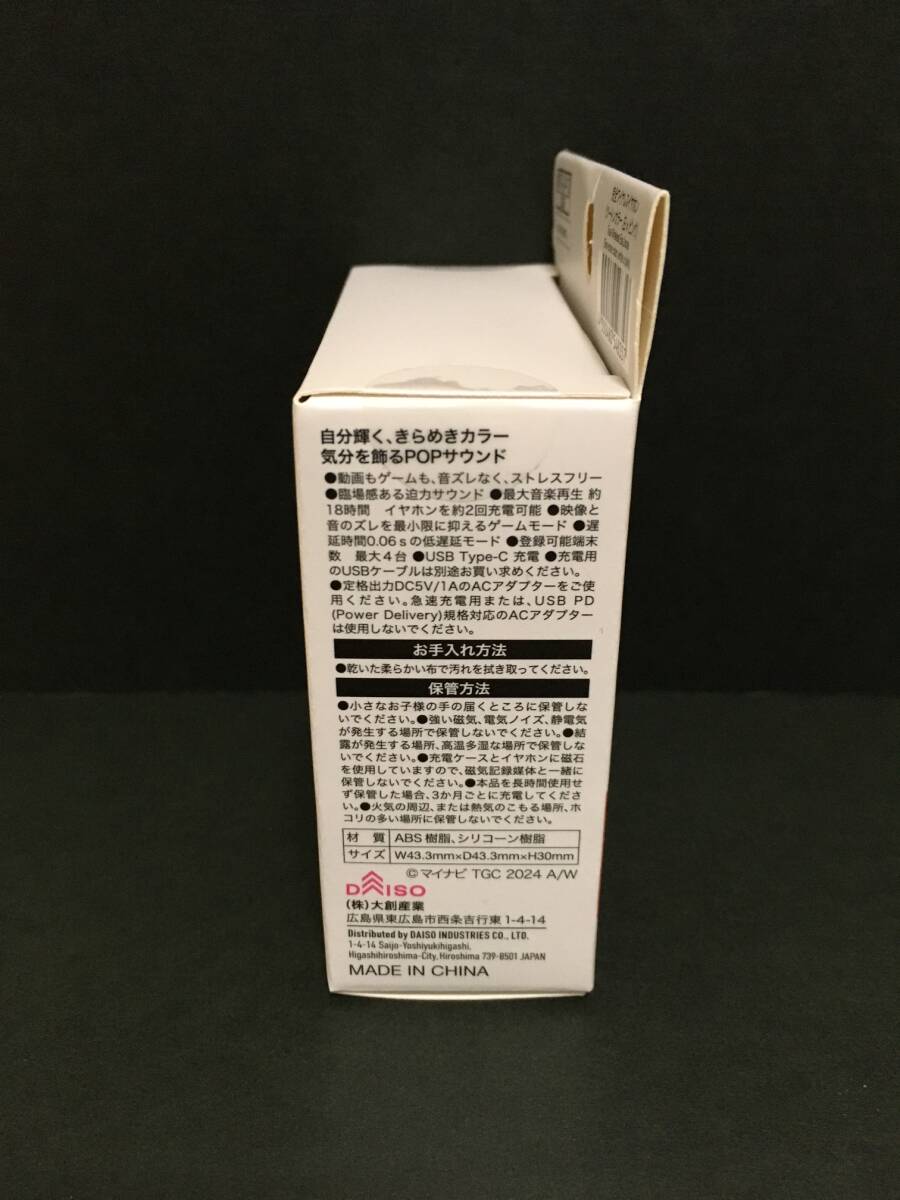 自分輝く、きらめきカラー
気分を飾るPOPサウンド
●動画もゲームも、音ズレなく、ストレスフリー
●臨場感ある迫力サウンド ●最大音楽再生 約
18時間 イヤホンを約2回充電可能 ●映像と
音のズレを最小限に抑えるゲームモード ●遅
延時間0.06sの低遅延モード ●登録可能端末
数 最大4台 ●USB Type-C 充電 ●充電用
のUSBケーブルは別途お買い求めください。
●定格出力DC5V/1AのACアダプターをご使
用ください。急速充電用または、USB PD
(Power Delivery)規格対応のACアダプター
は使用しないでください。
お手入れ方法
●乾いた柔らかい布で汚れを拭き取ってください。
保管方法
●小さなお子様の手の届くところに保管しな
いでください。●強い磁気、電気ノイズ、静電気
が発生する場所で保管しないでください。●結
露が発生する場所、高温多湿な場所で保管しな
いでください。●充電ケースとイヤホンに磁石
を使用していますので、磁気記録媒体と一緒に
保管しないでください。●本品を長時間使用せ
ず保管した場合、3か月ごとに充電してくださ
い。●火気の周辺、または熱気のこもる場所、ホ
コリの多い場所に保管しないでください。
材 質 ABS樹脂、シリコーン樹脂
サイズ W43.3mm×D43.3mm×H30mm
©マイナビ TGC 2024 A/W
DAISO
(株)大創産業
広島県東広島市西条吉行東1-4-14
Distributed by DAISO INDUSTRIES CO., LTD.
1-4-14 Saijo-Yoshiyukihigashi,
Higashihiroshima-City, Hiroshima 739-8501 JAPAN
MADE IN CHINA